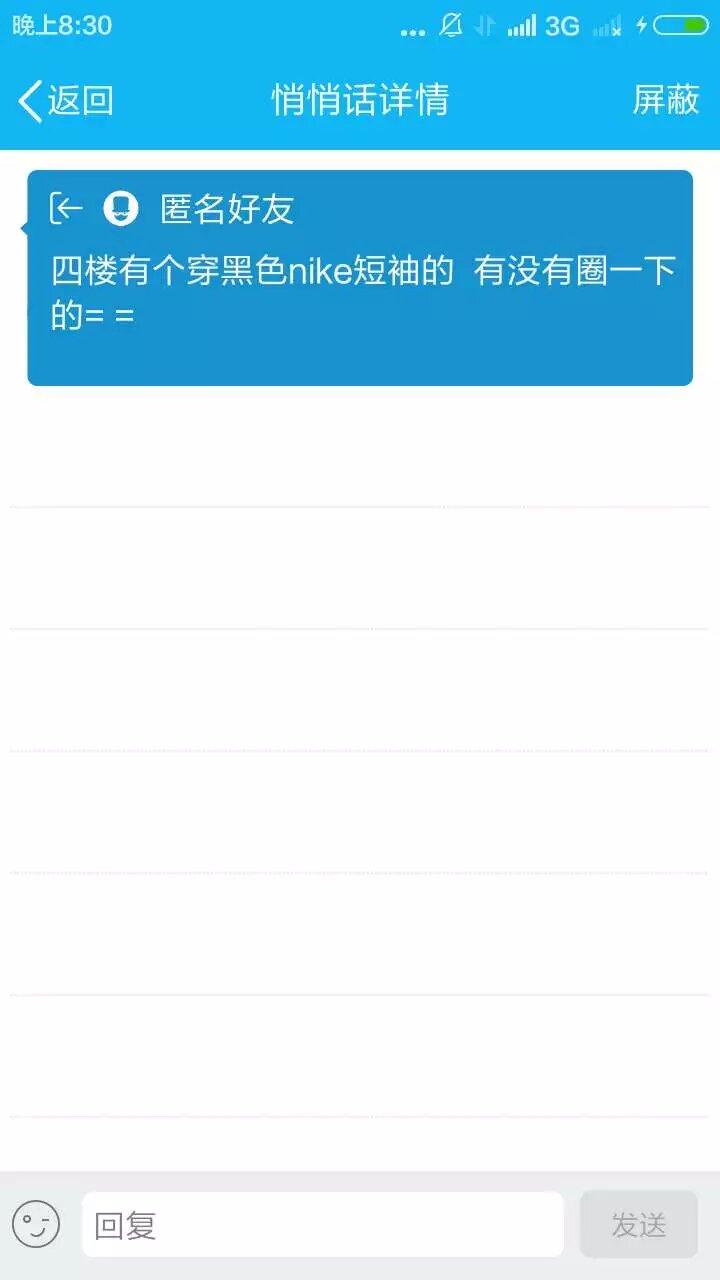 晚上8:30
3G
返回
悄悄话详情
屏蔽
匿名好友
四楼有个穿黑色nike短袖的  有没有圈一下
的= =
回复
发送